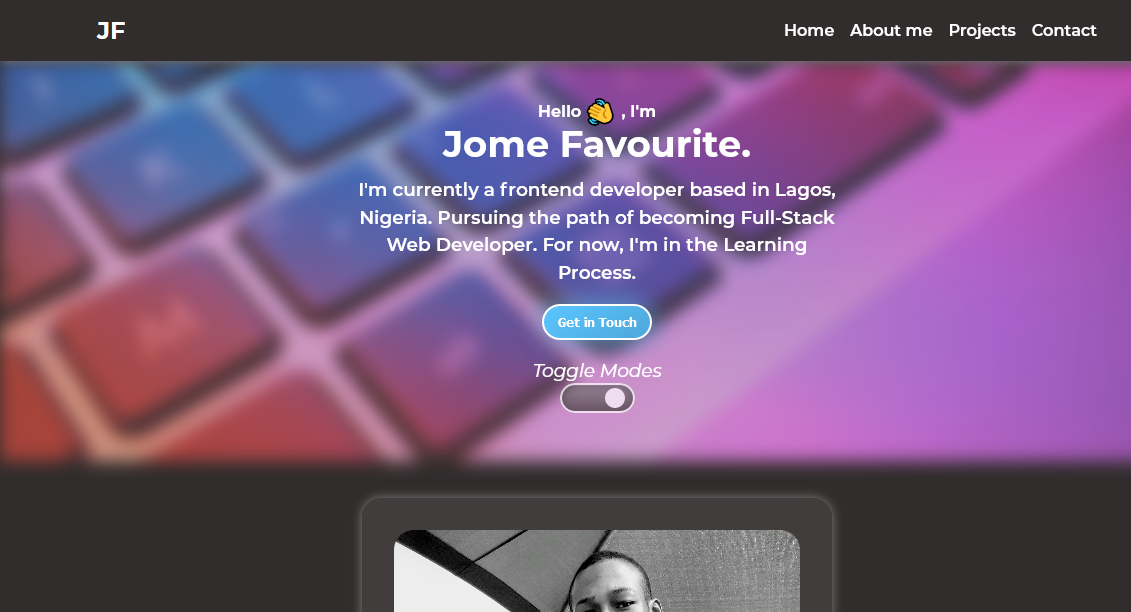 JF
Home About me Projects Contact
Hello 👋 , I'm
Jome Favourite.
I'm currently a frontend developer based in Lagos,
Nigeria. Pursuing the path of becoming Full-Stack
Web Developer. For now, I'm in the Learning
Process.
Get in Touch
Toggle Modes